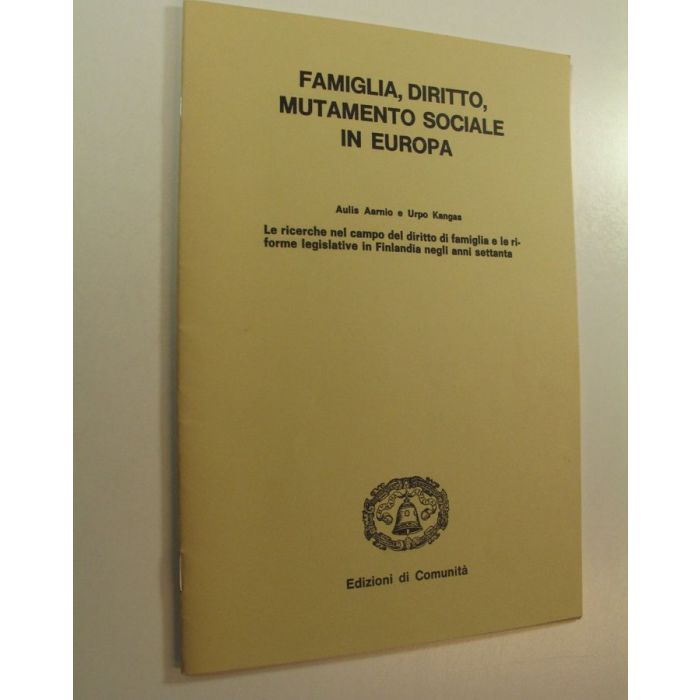 FAMIGLIA, DIRITTO,
MUTAMENTO SOCIALE
IN EUROPA
Aulis Aarnio e Urpo Kangas
Le ricerche nel campo del diritto di famiglia e le ri-
forme legislative in Finlandia negli anni settanta
Edizioni di Comunità